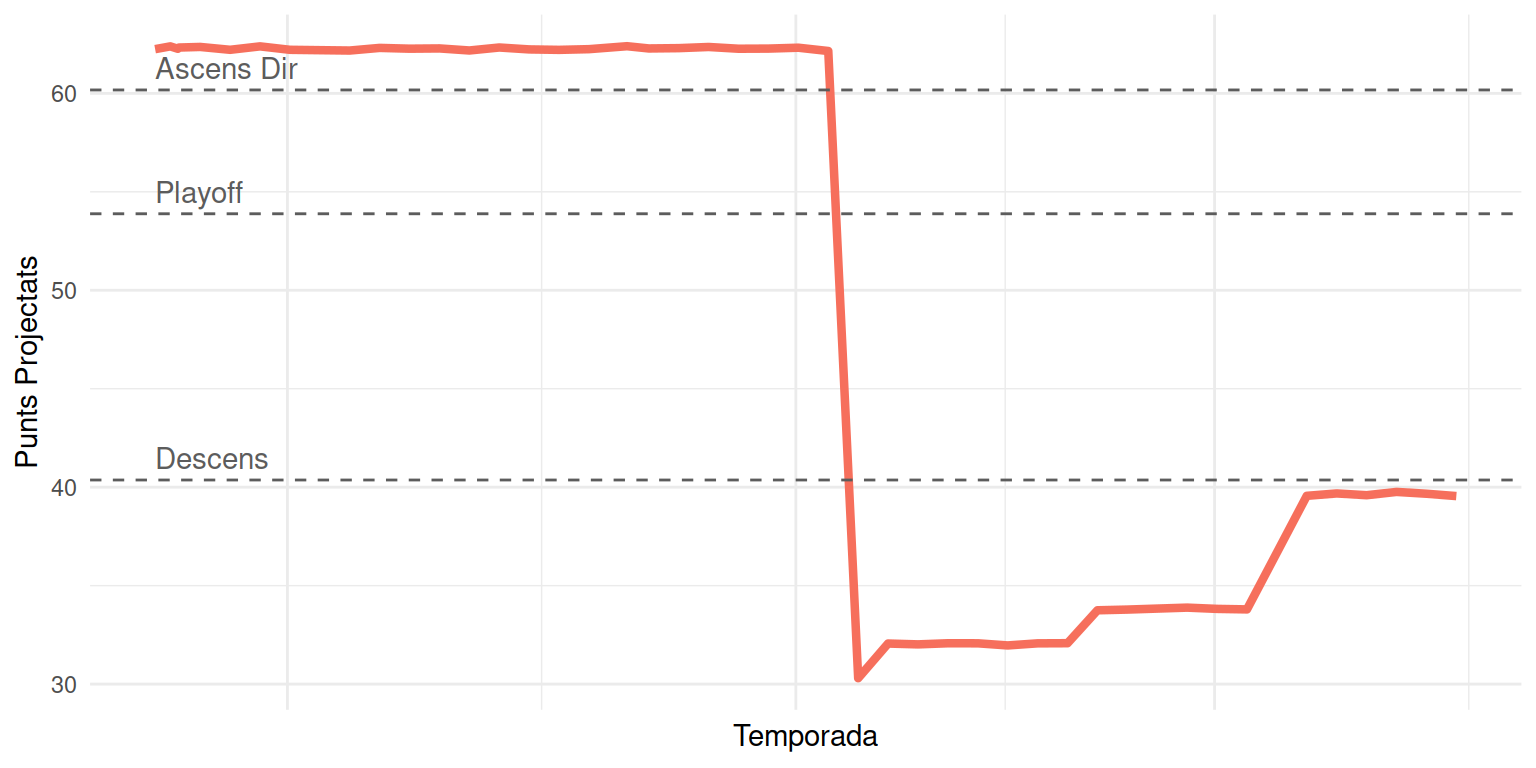 Ascens Dir
60
Playoff
50
Descens
40
30
Punts Projectats
Temporada